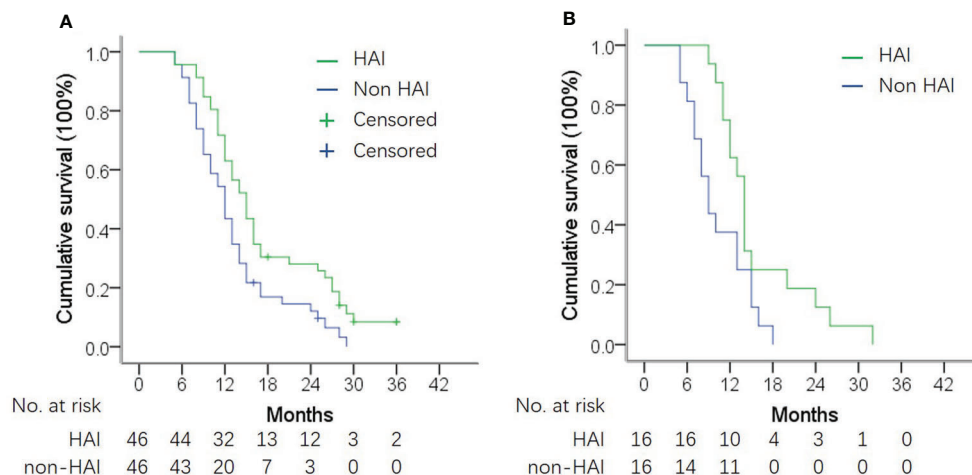 A
Cumulative survival (100%)
1.0
0.8
0.6
0.4
0.2
0.0
HAI
Non HAI
Censored
Censored
0 6 12 18 24 30 36 42
Months
No. at risk
HAI 46 44 32 13 12 3 2
non-HAI 46 43 20 7 3 0 0
B
Cumulative survival (100%)
1.0
0.8
0.6
0.4
0.2
0.0
HAI
Non HAI
0 6 12 18 24 30 36 42
Months
No. at risk
HAI 16 16 10 4 3 1 0
non-HAI 16 14 11 0 0 0 0